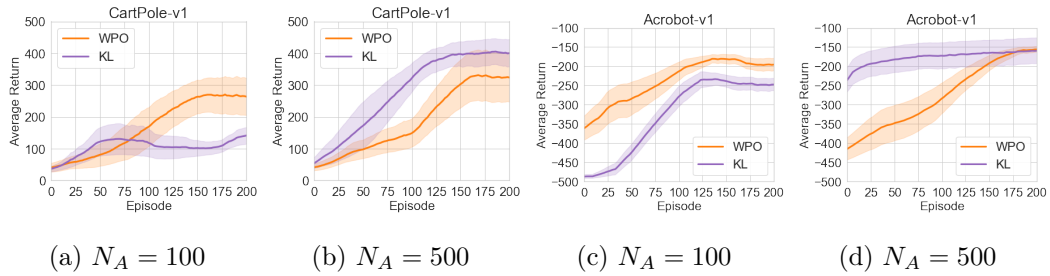 CartPole-v1
500
400
300
200
100
0
Average Return
WPO
KL
0 25 50 75 100 125 150 175 200
Episode
(a) N_A = 100
CartPole-v1
500
400
300
200
100
0
Average Return
WPO
KL
0 25 50 75 100 125 150 175 200
Episode
(b) N_A = 500
Acrobot-v1
−100
−150
−200
−250
−300
−350
−400
−450
−500
Average Return
WPO
KL
0 25 50 75 100 125 150 175 200
Episode
(c) N_A = 100
Acrobot-v1
−100
−150
−200
−250
−300
−350
−400
−450
−500
Average Return
WPO
KL
0 25 50 75 100 125 150 175 200
Episode
(d) N_A = 500